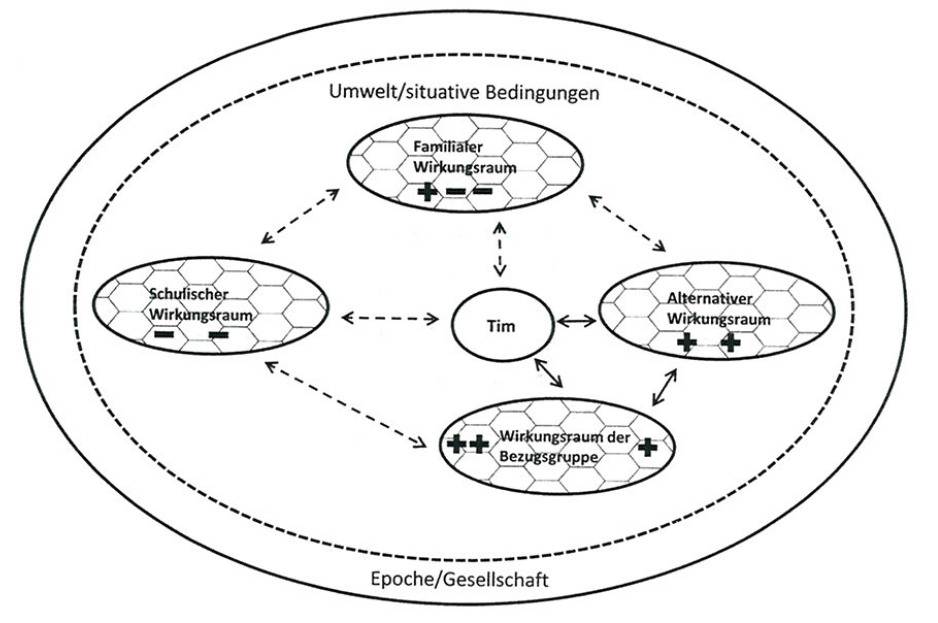 Umwelt/situative Bedingungen
Familialer
Wirkungsraum
+ − −
Schulischer
Wirkungsraum
− −
Tim
Alternativer
Wirkungsraum
+ +
++ Wirkungsraum der +
Bezugsgruppe
Epoche/Gesellschaft